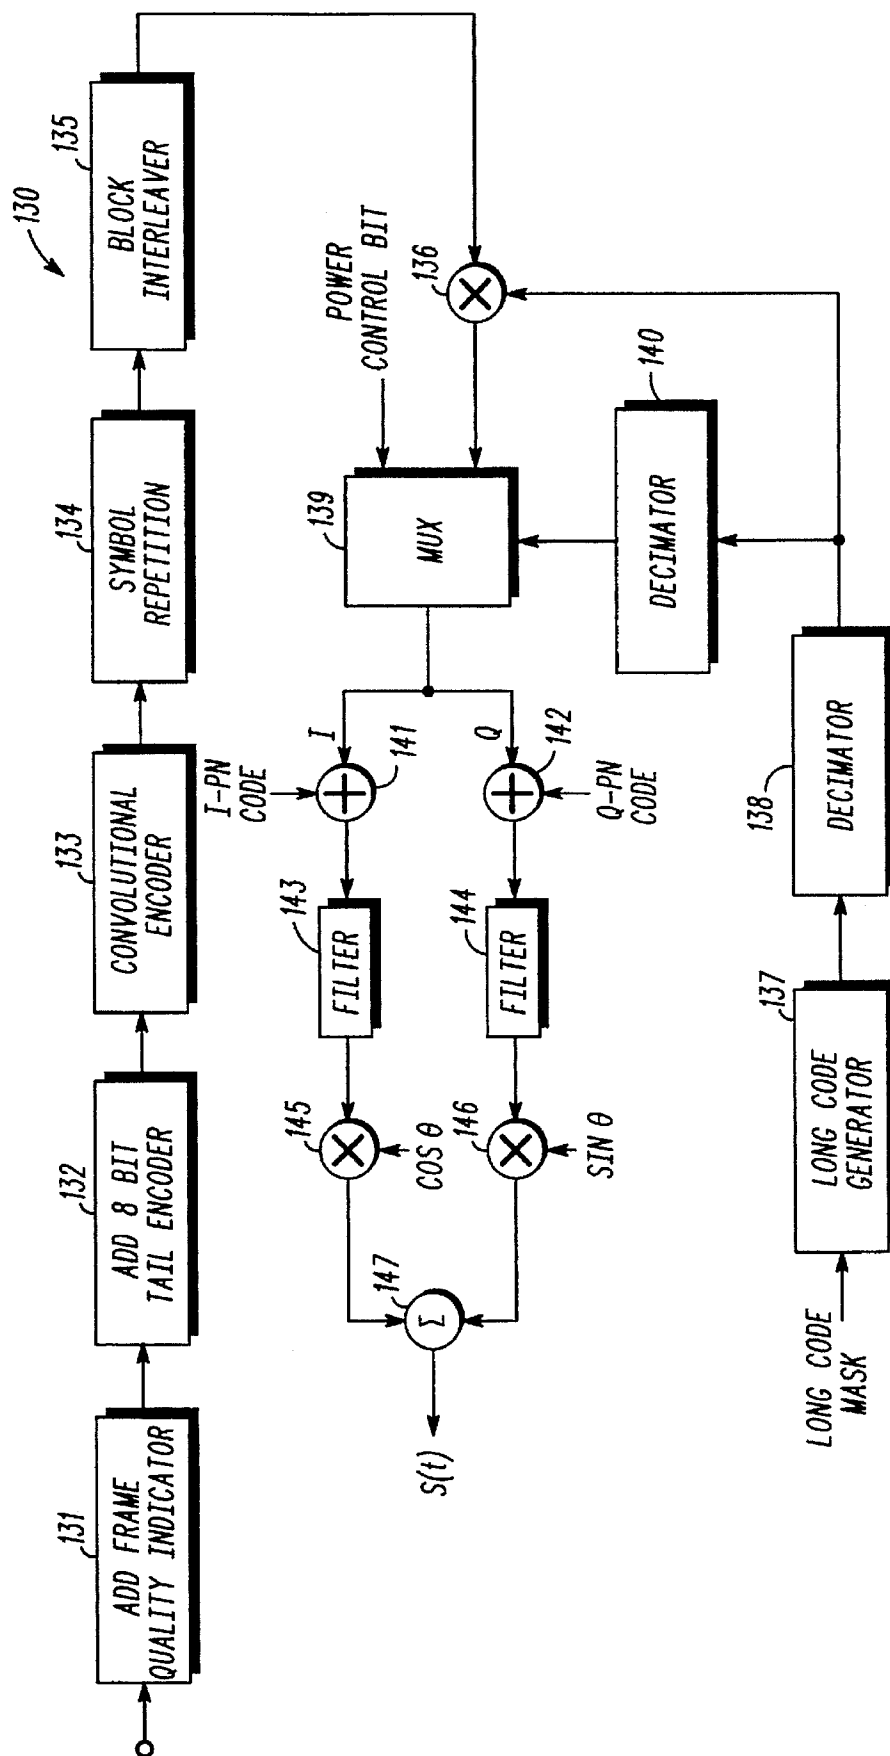 130
131
ADD FRAME
QUALITY INDICATOR
132
ADD 8 BIT
TAIL ENCODER
133
CONVOLUTIONAL
ENCODER
134
SYMBOL
REPETITION
135
BLOCK
INTERLEAVER
POWER
CONTROL BIT
136
139
MUX
I
Q
I-PN
CODE
141
142
Q-PN
CODE
143
FILTER
144
FILTER
145
COS θ
146
SIN θ
147
Σ
S(t)
140
DECIMATOR
138
DECIMATOR
137
LONG CODE
GENERATOR
LONG CODE
MASK